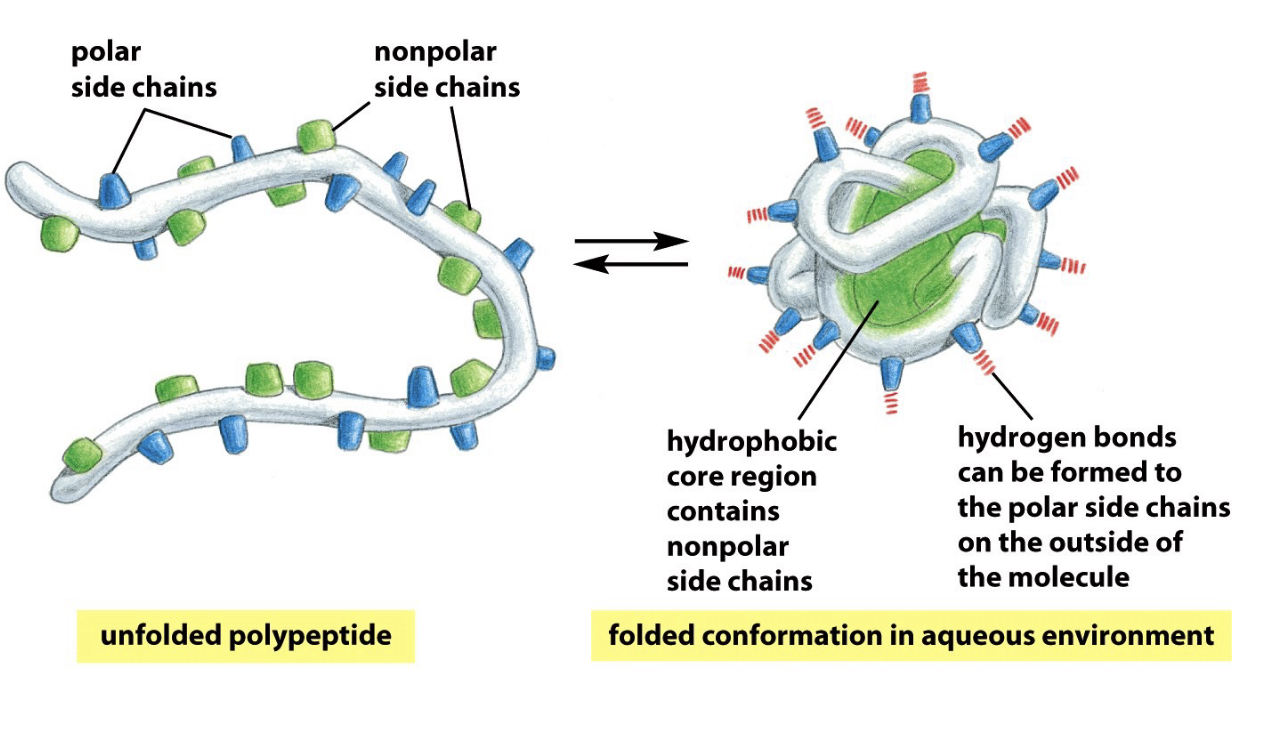 polar
side chains
nonpolar
side chains
hydrophobic
core region
contains
nonpolar
side chains
hydrogen bonds
can be formed to
the polar side chains
on the outside of
the molecule
unfolded polypeptide
folded conformation in aqueous environment